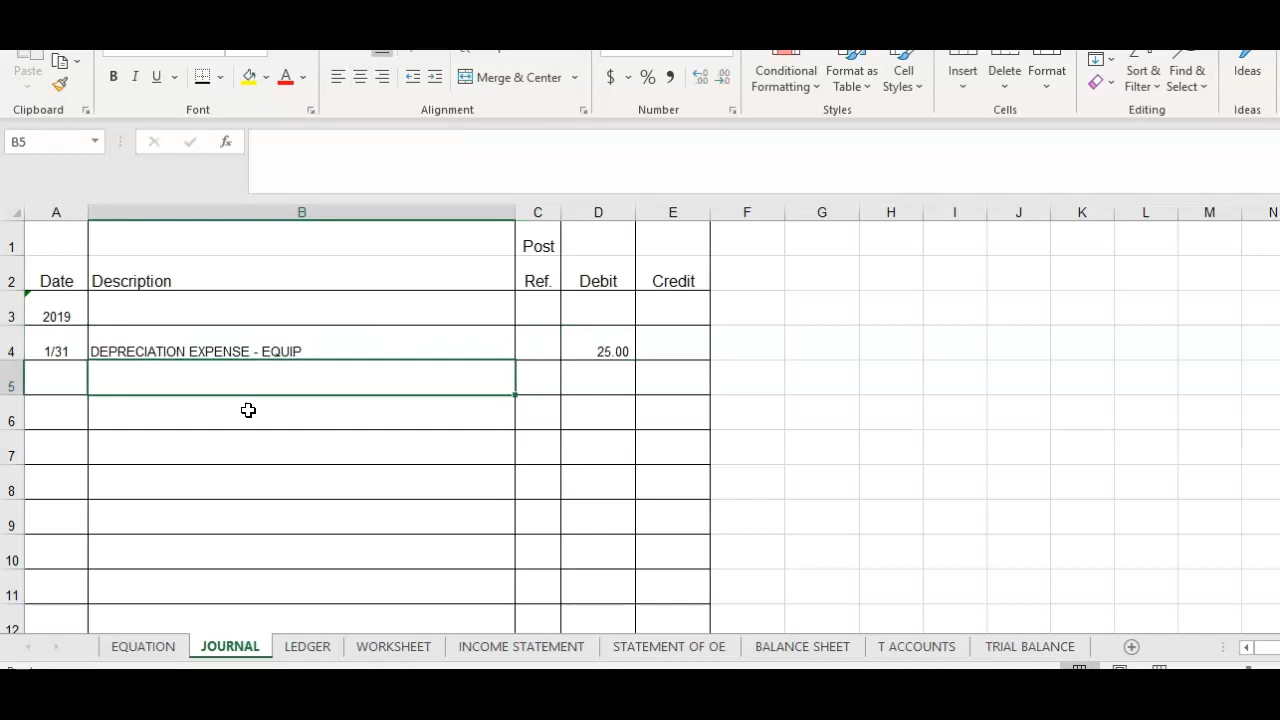 Paste
B I U
Merge & Center
$ % 9
Conditional Formatting
Format as Table
Cell Styles
Insert
Delete
Format
Sort & Filter
Find & Select
Ideas
Clipboard
Font
Alignment
Number
Styles
Cells
Editing
Ideas
B5
fx
A B C D E F G H I J K L M N
1 Post
2 Date Description Ref. Debit Credit
3 2019
4 1/31 DEPRECIATION EXPENSE - EQUIP 25.00
5
6
7
8
9
10
11
12
EQUATION JOURNAL LEDGER WORKSHEET INCOME STATEMENT STATEMENT OF OE BALANCE SHEET T ACCOUNTS TRIAL BALANCE